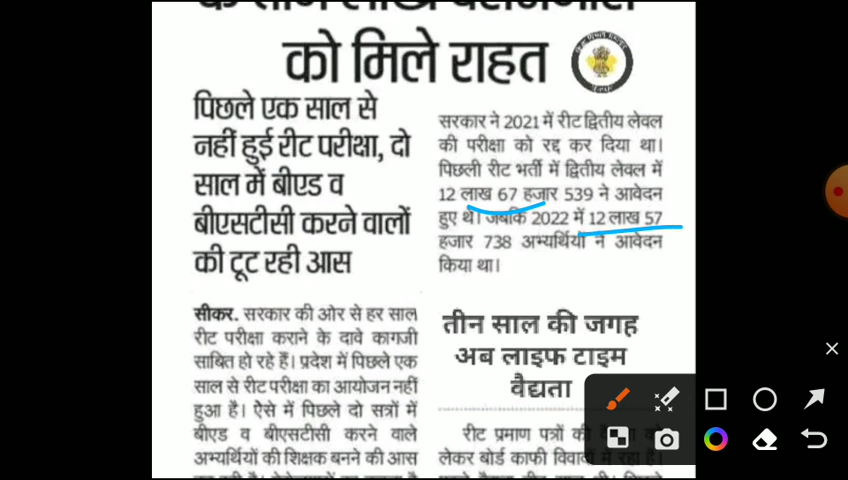 को मिले राहत
पिछले एक साल से
नहीं हुई रीट परीक्षा, दो
साल में बीएड व
बीएसटीसी करने वालों
की टूट रही आस
सीकर. सरकार की ओर से हर साल
रीट परीक्षा कराने के दावे कागजी
साबित हो रहे हैं। प्रदेश में पिछले एक
साल से रीट परीक्षा का आयोजन नहीं
हुआ है। ऐसे में पिछले दो सत्रों में
बीएड व बीएसटीसी करने वाले
अभ्यर्थियों की शिक्षक बनने की आस
सरकार ने 2021 में रीट द्वितीय लेवल
की परीक्षा को रद्द कर दिया था।
पिछली रीट भर्ती में द्वितीय लेवल में
12 लाख 67 हजार 539 ने आवेदन
हुए थे। जबकि 2022 में 12 लाख 57
हजार 738 अभ्यर्थियों ने आवेदन
किया था।
तीन साल की जगह
अब लाइफ टाइम
वैद्यता
रीट प्रमाण पत्रों की
लेकर बोर्ड काफी विवादों में रहा है।